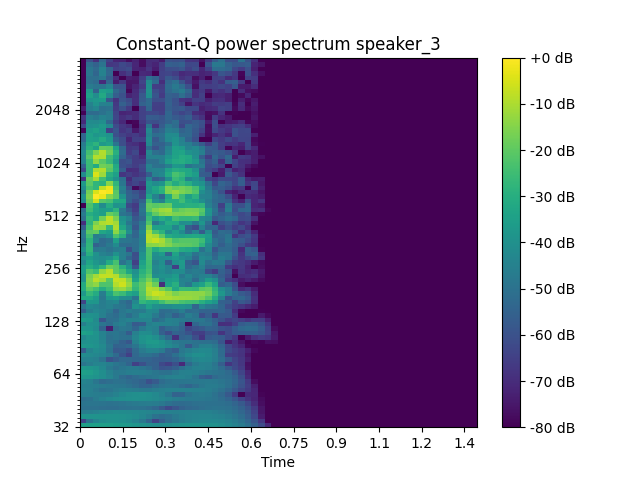 Constant-Q power spectrum speaker_3
Hz
2048
1024
512
256
128
64
32
0 0.15 0.3 0.45 0.6 0.75 0.9 1.1 1.2 1.4
Time
+0 dB
-10 dB
-20 dB
-30 dB
-40 dB
-50 dB
-60 dB
-70 dB
-80 dB